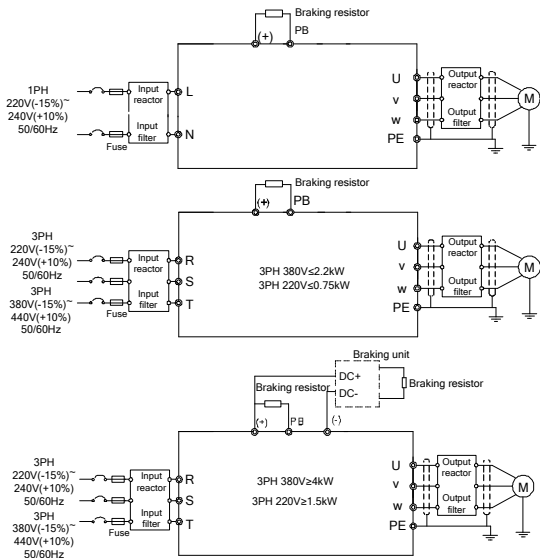 Braking resistor
(+)
PB
1PH
220V(-15%)~
240V(+10%)
50/60Hz
Fuse
Input
reactor
Input
filter
L
N
U
v
w
PE
Output
reactor
Output
filter
M
Braking resistor
(+)
PB
3PH
220V(-15%)~
240V(+10%)
50/60Hz
3PH
380V(-15%)~
440V(+10%)
50/60Hz
Fuse
Input
reactor
Input
filter
R
S
T
3PH 380V≤2.2kW
3PH 220V≤0.75kW
U
v
w
PE
Output
reactor
Output
filter
M
Braking unit
DC+
DC-
Braking resistor
Braking resistor
(+)
PB
(-)
3PH
220V(-15%)~
240V(+10%)
50/60Hz
3PH
380V(-15%)~
440V(+10%)
50/60Hz
Fuse
Input
reactor
Input
filter
R
S
T
3PH 380V≥4kW
3PH 220V≥1.5kW
U
v
w
PE
Output
reactor
Output
filter
M